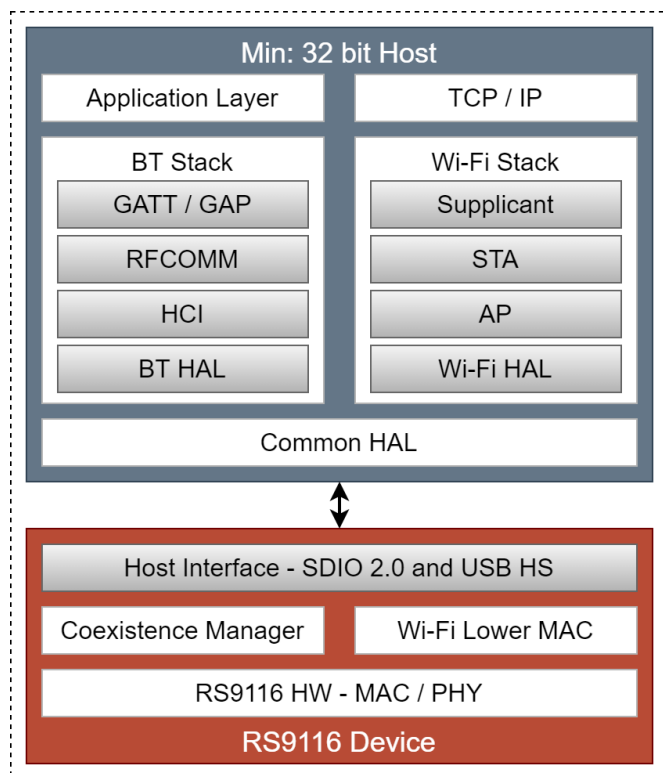 Min: 32 bit Host
Application Layer
TCP / IP
BT Stack
GATT / GAP
RFCOMM
HCI
BT HAL
Wi-Fi Stack
Supplicant
STA
AP
Wi-Fi HAL
Common HAL
Host Interface - SDIO 2.0 and USB HS
Coexistence Manager
Wi-Fi Lower MAC
RS9116 HW - MAC / PHY
RS9116 Device